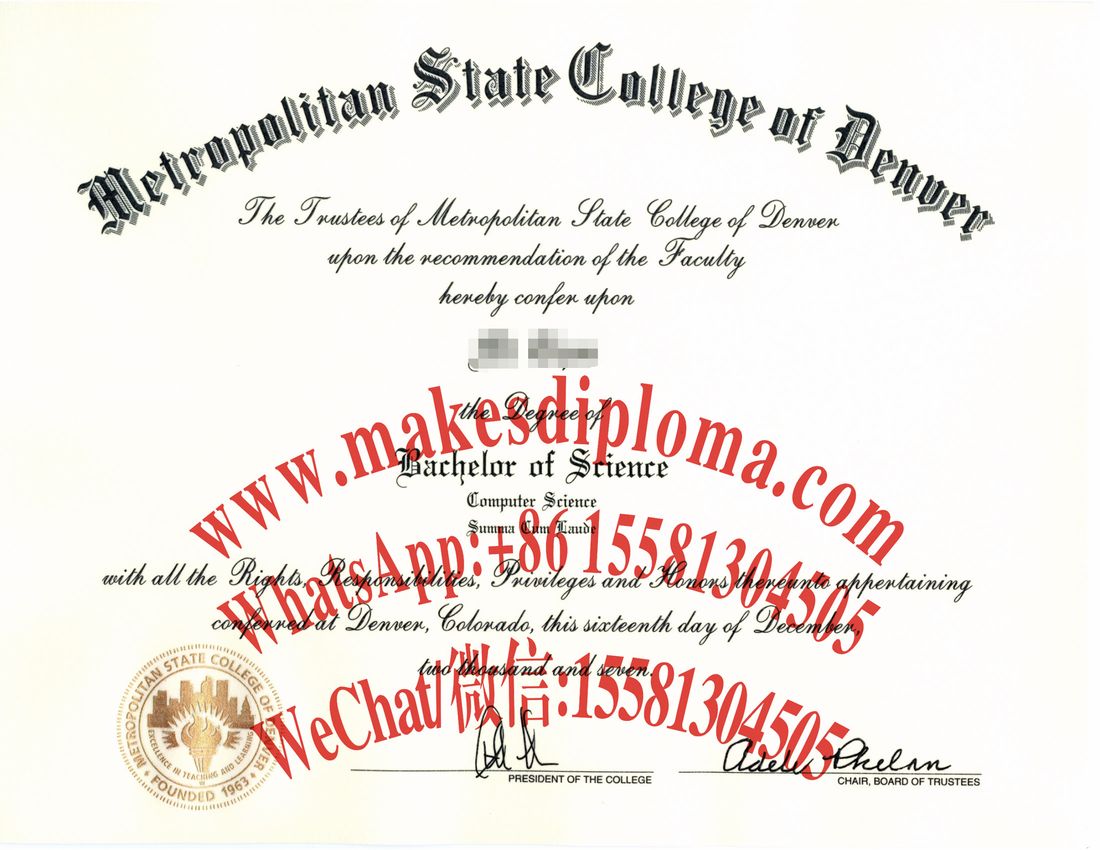 Metropolitan State College of Denver
The Trustees of Metropolitan State College of Denver
upon the recommendation of the Faculty
hereby confer upon
the Degree of
www.makesdiploma.com
Bachelor of Science
Computer Science
Summa Cum Laude
WhatsApp:+86 15581304505
with all the Rights, Responsibilities, Privileges and Honors thereunto appertaining
conferred at Denver, Colorado, this sixteenth day of December,
two thousand and seven.
WeChat/微信:15581304505
METROPOLITAN STATE COLLEGE OF DENVER
EXCELLENCE IN TEACHING AND LEARNING
FOUNDED 1963
Adele Phelan
PRESIDENT OF THE COLLEGE
CHAIR, BOARD OF TRUSTEES